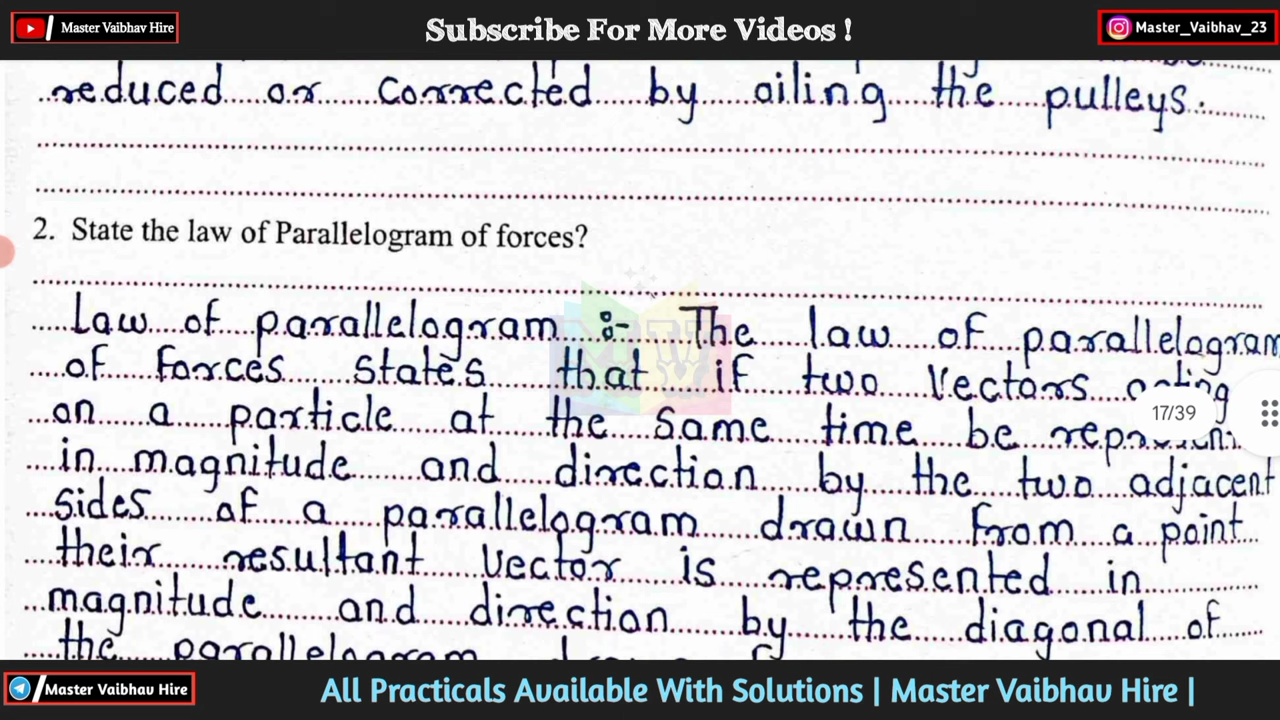 Master Vaibhav Hire
Subscribe For More Videos !
Master_Vaibhav_23
reduced or corrected by oiling the pulleys.
2. State the law of Parallelogram of forces?
Law of parallelogram :- The law of parallelogram
of forces states that if two vectors acting
on a particle at the same time be
17/39
in magnitude and direction by the two adjacent
sides of a parallelogram drawn from a point
their resultant vector is represented in
magnitude and direction by the diagonal of
the parallelogram
Master Vaibhav Hire
All Practicals Available With Solutions | Master Vaibhav Hire |